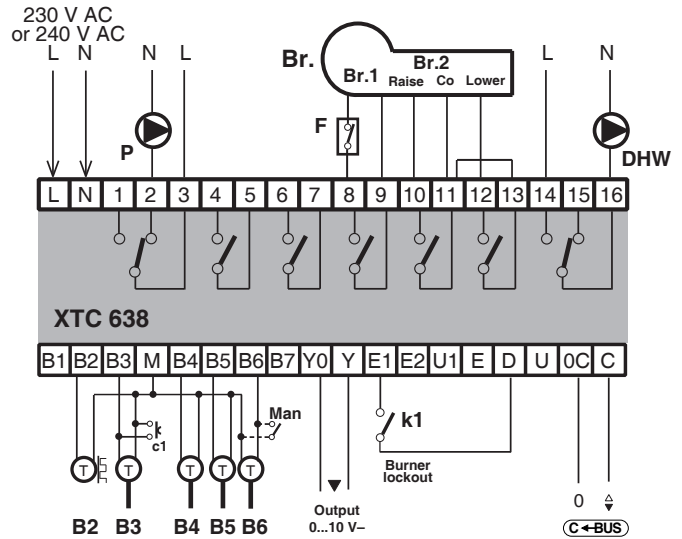 230 V AC
or 240 V AC
L N N L
Br.
Br.1 Br.2
Raise Co Lower
L N
F
P
DHW
L N 1 2 3 4 5 6 7 8 9 10 11 12 13 14 15 16
XTC 638
B1 B2 B3 M B4 B5 B6 B7 Y0 Y E1 E2 U1 E D U 0C C
Man
c1
k1
T T T T T
Burner
lockout
B2 B3 B4 B5 B6
Output
0...10 V–
0
C BUS